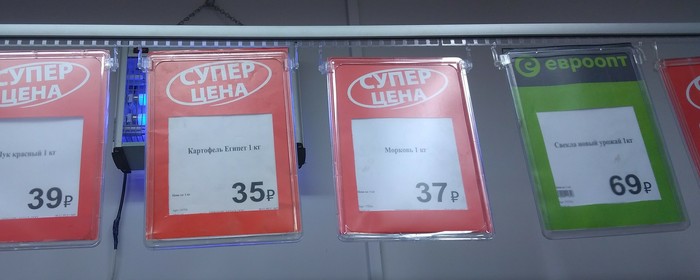 СУПЕР
ЦЕНА
Лук красный 1 кг
39₽
СУПЕР
ЦЕНА
Картофель Египет 1 кг
35₽
СУПЕР
ЦЕНА
Морковь 1 кг
37₽
евроопт
Свекла новый урожай 1кг
69₽